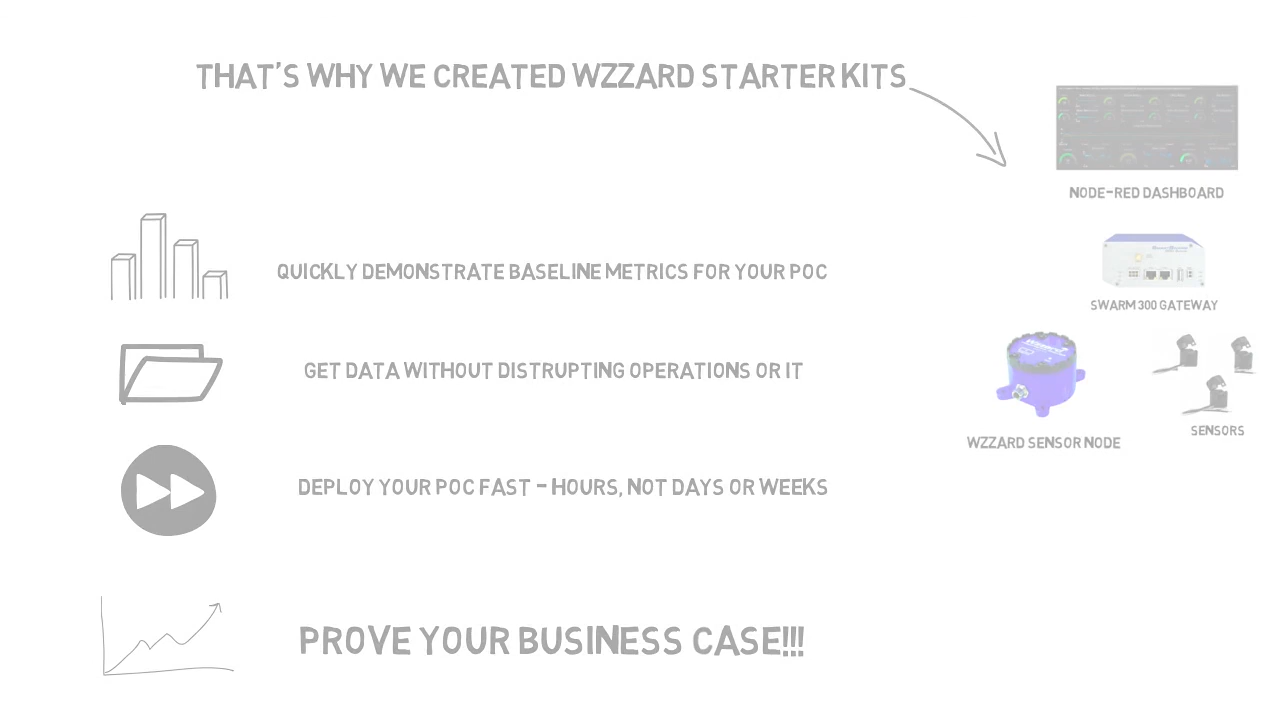 THAT'S WHY WE CREATED WZZARD STARTER KITS
NODE-RED DASHBOARD
QUICKLY DEMONSTRATE BASELINE METRICS FOR YOUR POC
SWARM 300 GATEWAY
GET DATA WITHOUT DISTRUPTING OPERATIONS OR IT
SENSORS
WZZARD SENSOR NODE
DEPLOY YOUR POC FAST - HOURS, NOT DAYS OR WEEKS
PROVE YOUR BUSINESS CASE!!!